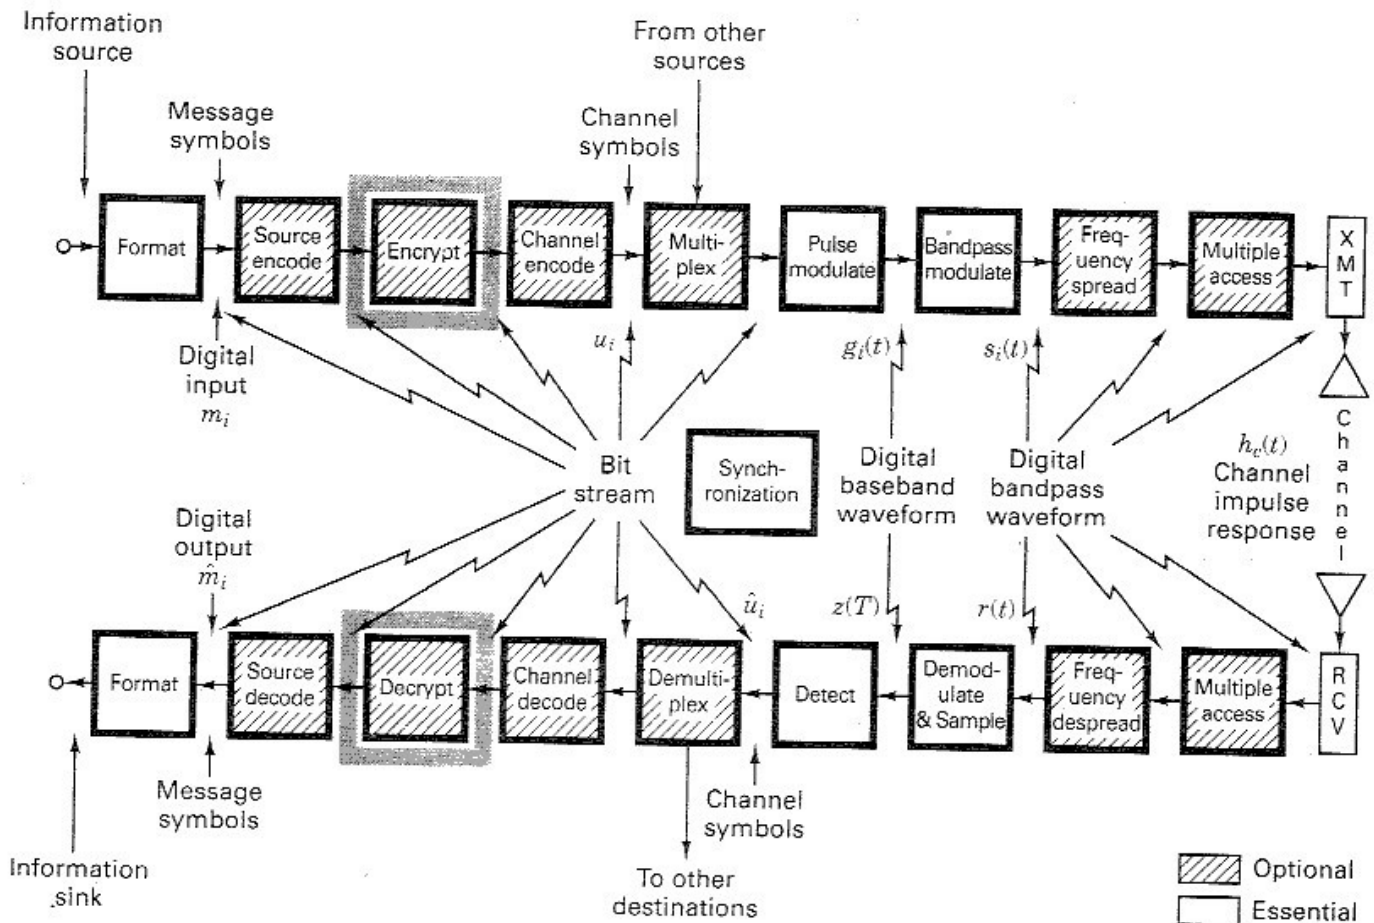 Information
source
From other
sources
Message
symbols
Channel
symbols
Format
Source
encode
Encrypt
Channel
encode
Multi-
plex
Pulse
modulate
Bandpass
modulate
Freq-
uency
spread
Multiple
access
X
M
T
Digital
input
m_i
u_i
g_i(t)
s_i(t)
Bit
stream
Synch-
ronization
Digital
baseband
waveform
Digital
bandpass
waveform
h_c(t)
Channel
impulse
response
C
h
a
n
n
e
l
Digital
output
m̂_i
û_i
z(T)
r(t)
Format
Source
decode
Decrypt
Channel
decode
Demulti-
plex
Detect
Demod-
ulate
& Sample
Freq-
uency
despread
Multiple
access
R
C
V
Message
symbols
Channel
symbols
Information
sink
To other
destinations
Optional
Essential